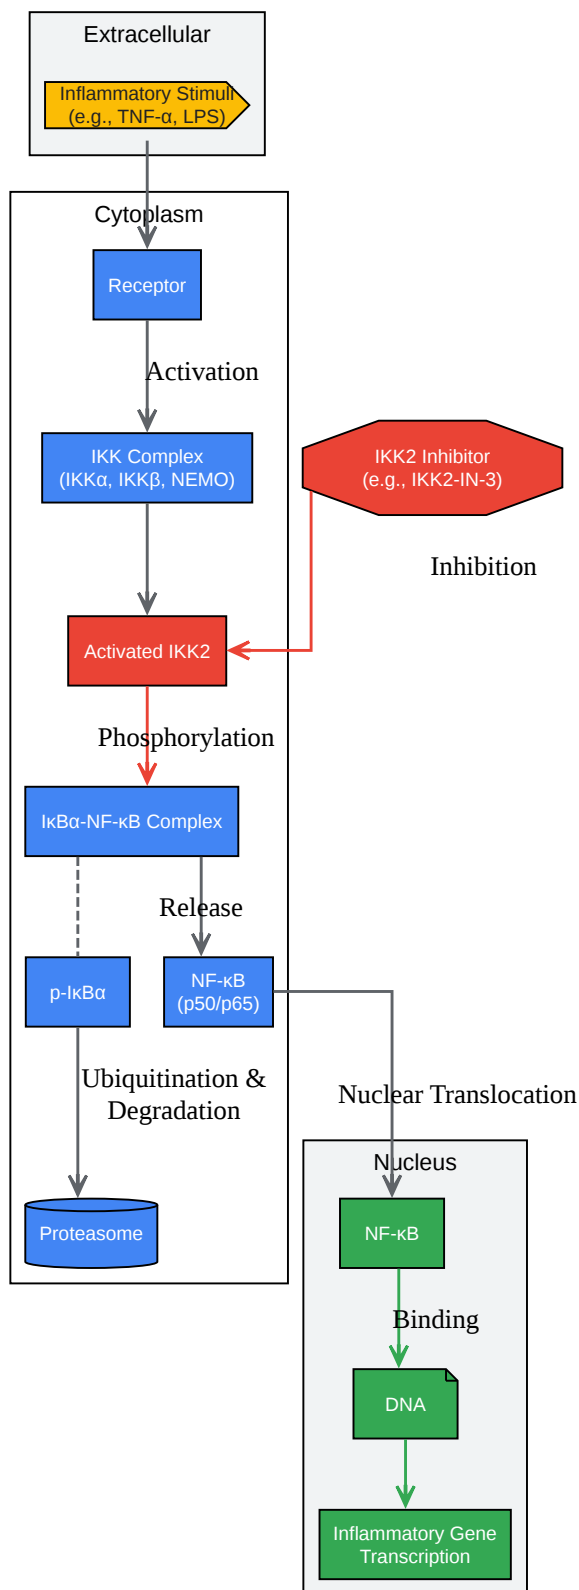 Extracellular
Inflammatory Stimuli
(e.g., TNF-α, LPS)
Cytoplasm
Receptor
Activation
IKK Complex
(IKKα, IKKβ, NEMO)
IKK2 Inhibitor
(e.g., IKK2-IN-3)
Inhibition
Activated IKK2
Phosphorylation
IκBα-NF-κB Complex
Release
p-IκBα
NF-κB
(p50/p65)
Ubiquitination &
Degradation
Nuclear Translocation
Nucleus
Proteasome
NF-κB
Binding
DNA
Inflammatory Gene
Transcription